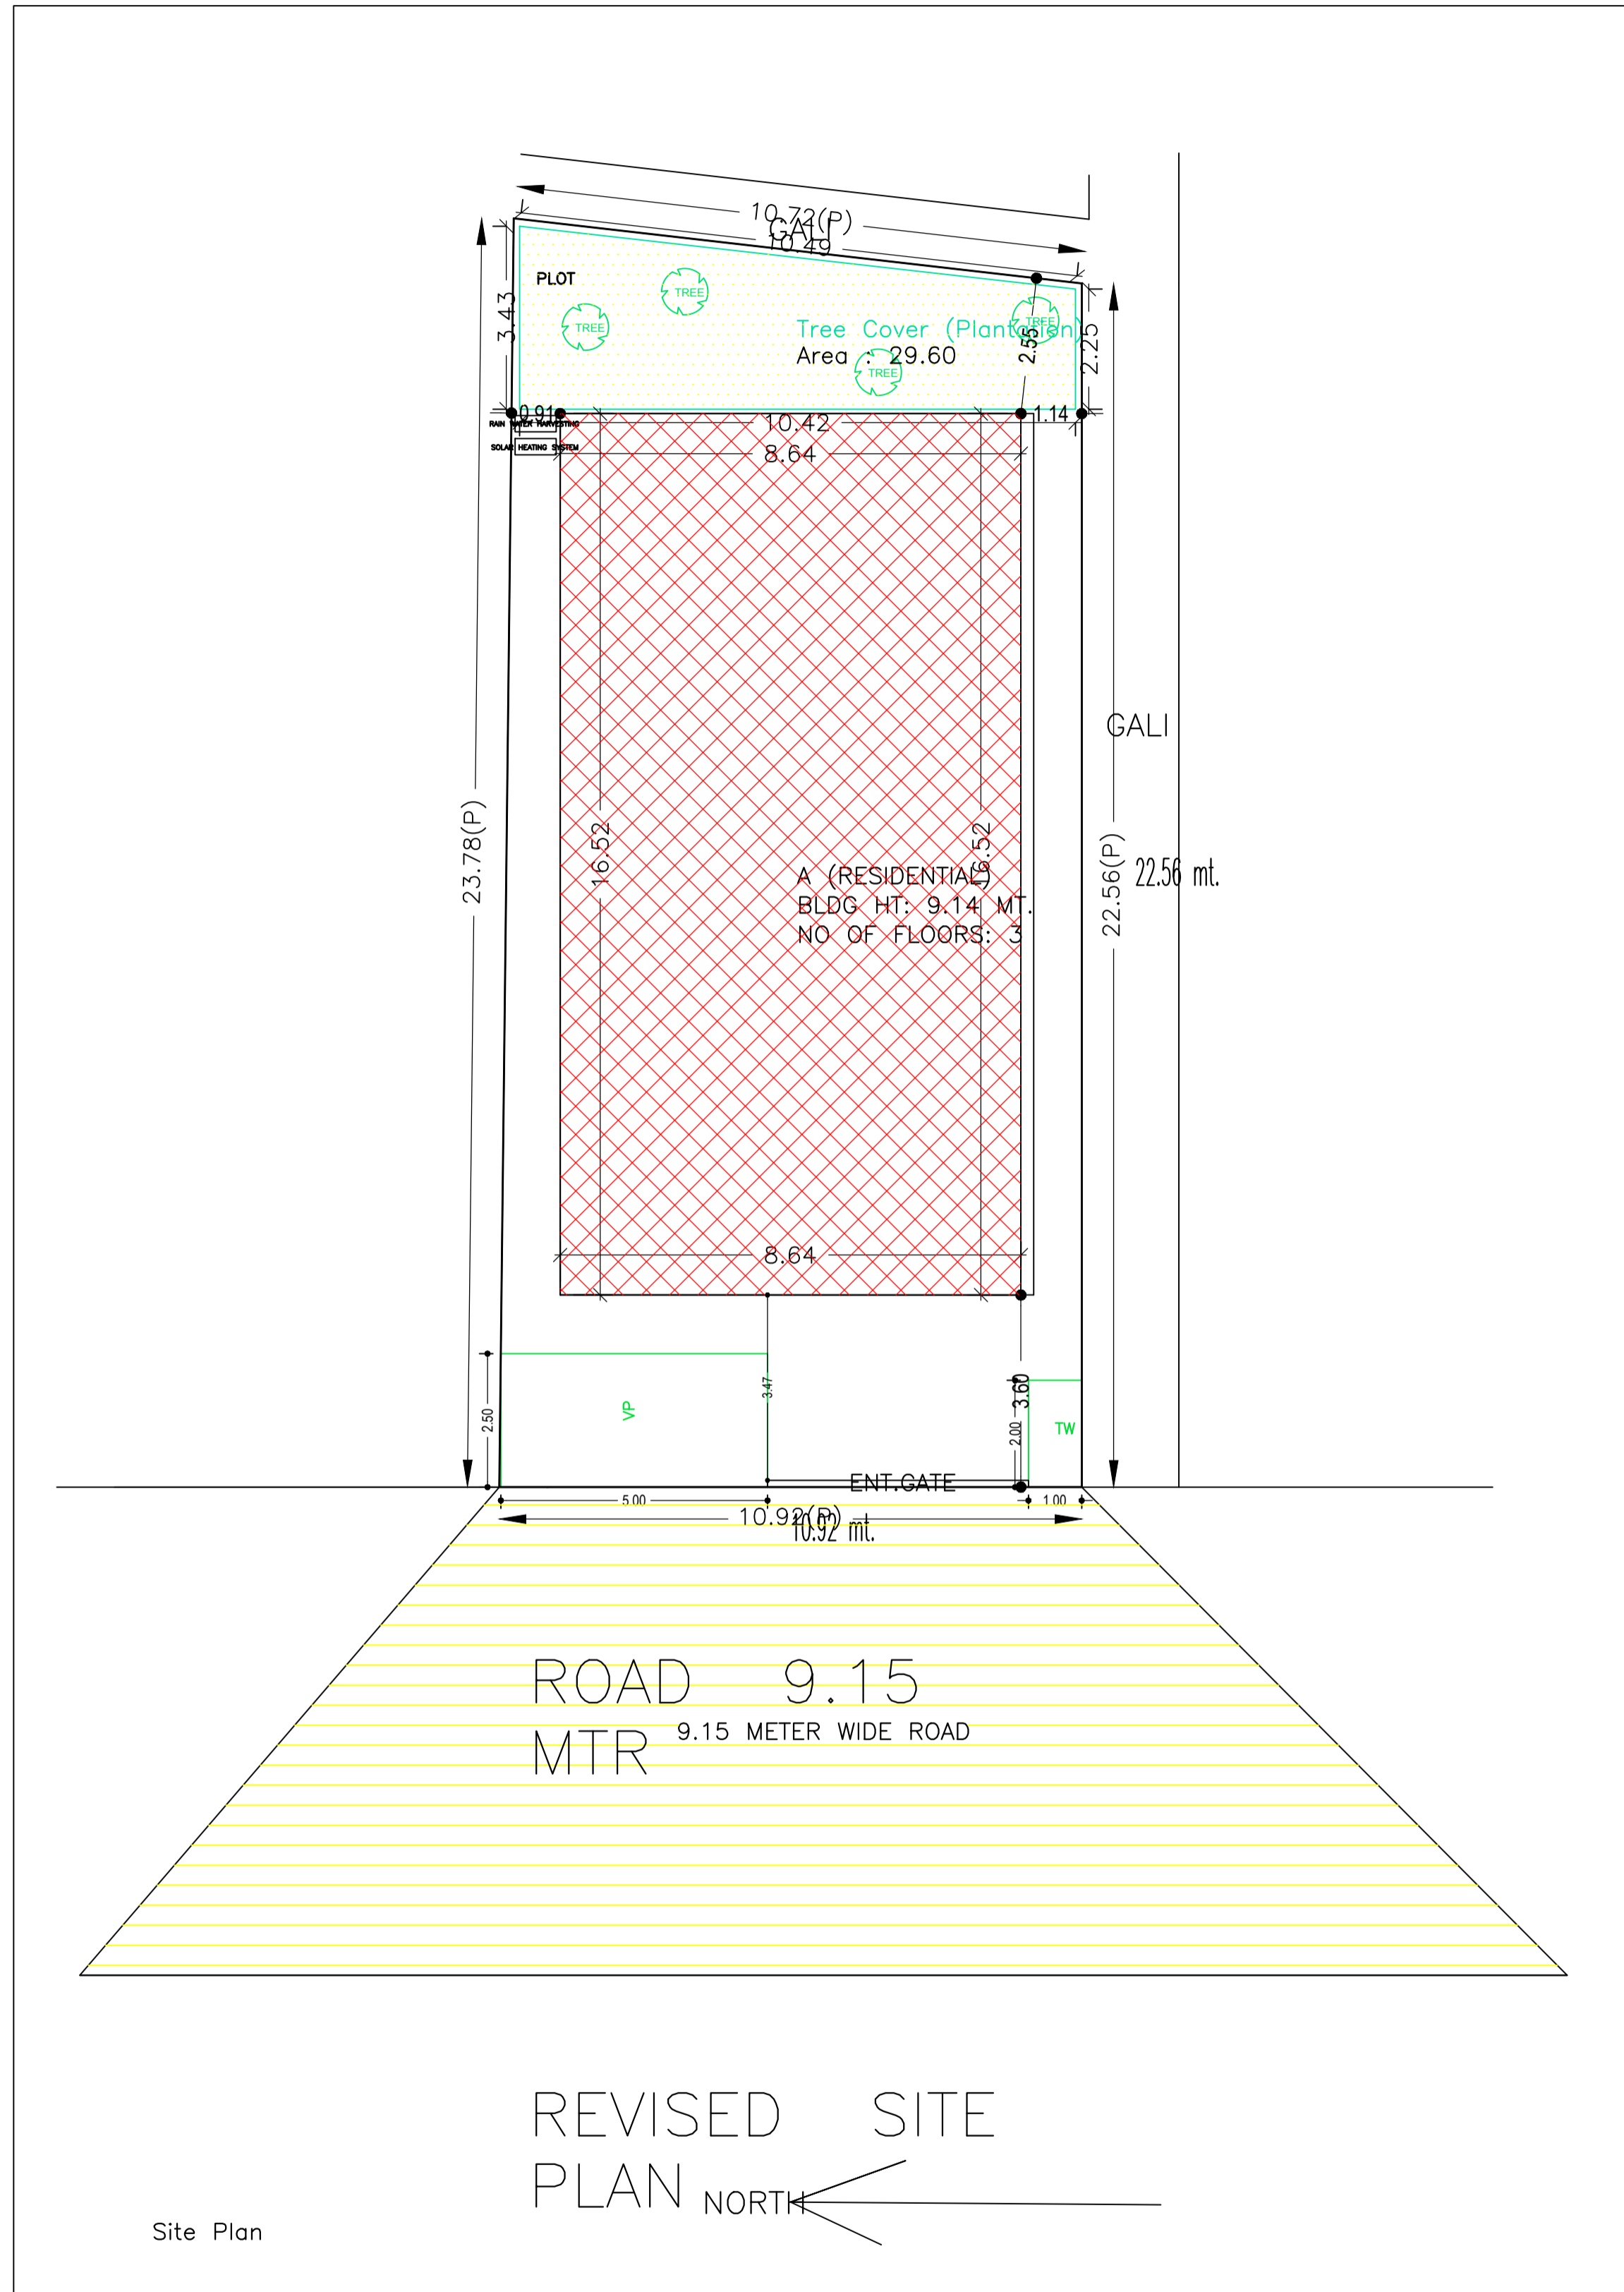 10.72(P)
GALI
10.49
PLOT
3.43
TREE
TREE
TREE
TREE
Tree Cover (Plantation)
Area : 29.60
2.55
2.25
0.91
1.14
RAIN WATER HARVESTING
10.42
SOLAR HEATING SYSTEM
8.64
GALI
23.78(P)
16.52
16.52
22.56(P)
22.56 mt.
A (RESIDENTIAL)
BLDG HT: 9.14 MT.
NO OF FLOORS: 3
8.64
2.50
VP
3.47
3.60
2.00
TW
ENT.GATE
5.00
1.00
10.92(P)
10.92 mt.
ROAD 9.15
MTR
9.15 METER WIDE ROAD
REVISED SITE
PLAN
NORTH
Site Plan